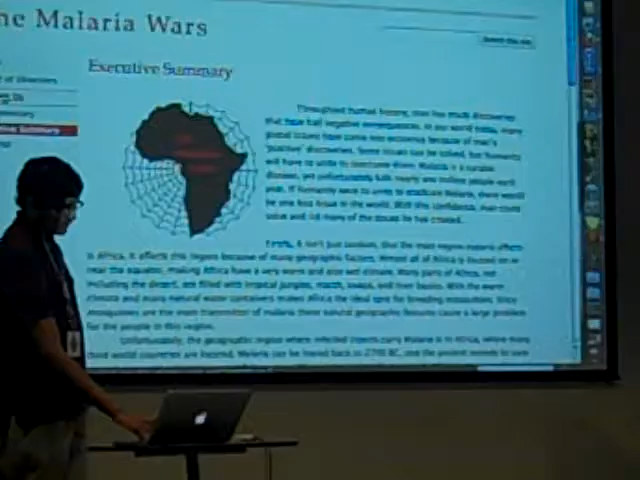 he Malaria Wars
Executive Summary
Throughout human history, man has made discoveries
that have had negative consequences. In our world today, many
global issues have come into existence because of man's
"positive" discoveries. Some issues can be solved, but humanity
will have to unite to overcome them. Malaria is a curable
disease, yet unfortunately kills nearly one million people each
year. If humanity were to unite to eradicate Malaria, there would
be one less issue in the world. With this confidence, man could
solve and rid many of the issues he has created.
Firstly, it isn't just random, that the main region malaria affects
is Africa. It affects this region because of many geographic factors. Almost all of Africa is located on or
near the equator, making Africa have a very warm and also wet climate. Many parts of Africa, not
including the desert, are filled with tropical jungles, marsh, swamps, and river basins. With the warm
climate and many natural water containers makes Africa the ideal spot for breeding mosquitoes. Since
mosquitoes are the main transmitters of malaria these natural geographic features cause a large problem
for the people in this region.
Unfortunately, the geographic region where infected insects carry Malaria is in Africa, where many
third world countries are located. Malaria can be traced back to 2700 BC, and the ancient